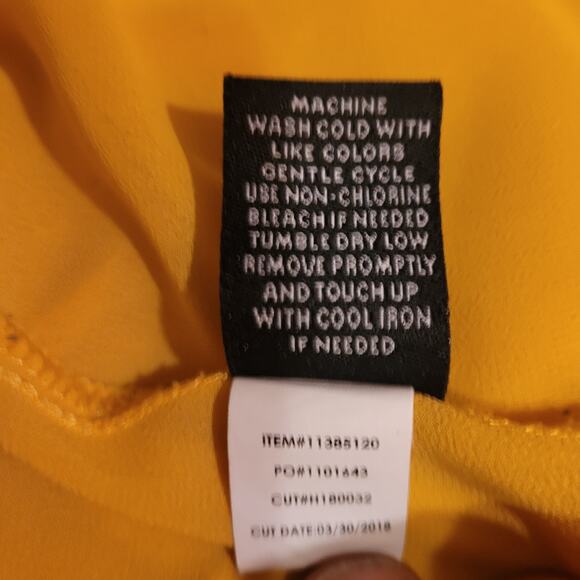 MACHINE
WASH COLD WITH
LIKE COLORS
GENTLE CYCLE
USE NON-CHLORINE
BLEACH IF NEEDED
TUMBLE DRY LOW
REMOVE PROMPTLY
AND TOUCH UP
WITH COOL IRON
IF NEEDED
ITEM#11385120
PO#1101643
CUT#H180032
CUT DATE:03/30/2018